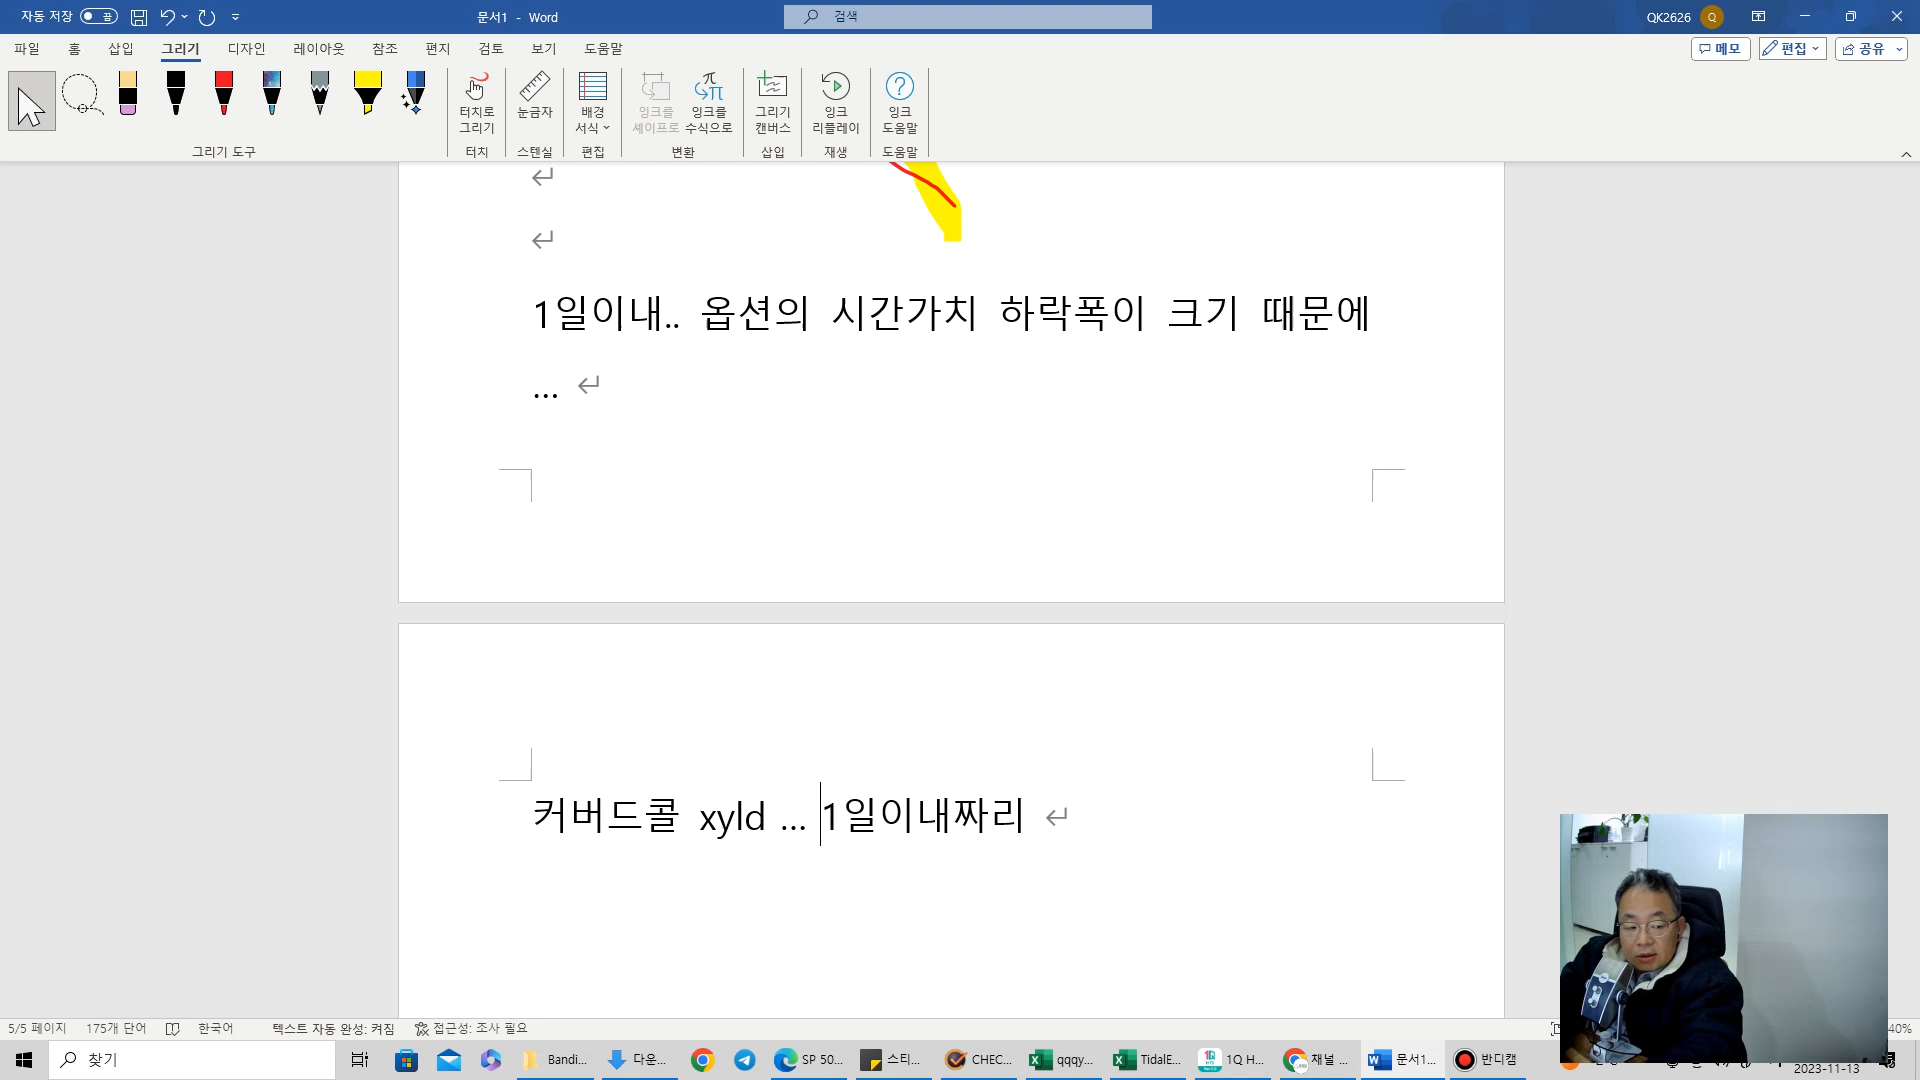 자동 저장 끔 문서1 - Word 검색 QK2626 Q
파일 홈 삽입 그리기 디자인 레이아웃 참조 편지 검토 보기 도움말 메모 편집 공유
터치로 그리기
눈금자
배경 서식
잉크를 셰이프로
잉크를 수식으로
그리기 캔버스
잉크 리플레이
잉크 도움말
그리기 도구 터치 스텐실 편집 변환 삽입 재생 도움말
1일이내.. 옵션의 시간가치 하락폭이 크기 때문에
...
커버드콜 xyld ... 1일이내짜리
5/5 페이지 175개 단어 한국어 텍스트 자동 완성: 켜짐 접근성: 조사 필요 40%
찾기 Bandi... 다운... SP 50... 스티... CHEC... qqqy... TidalE... 1Q H... 채널 ... 문서1... 반디캠
2023-11-13